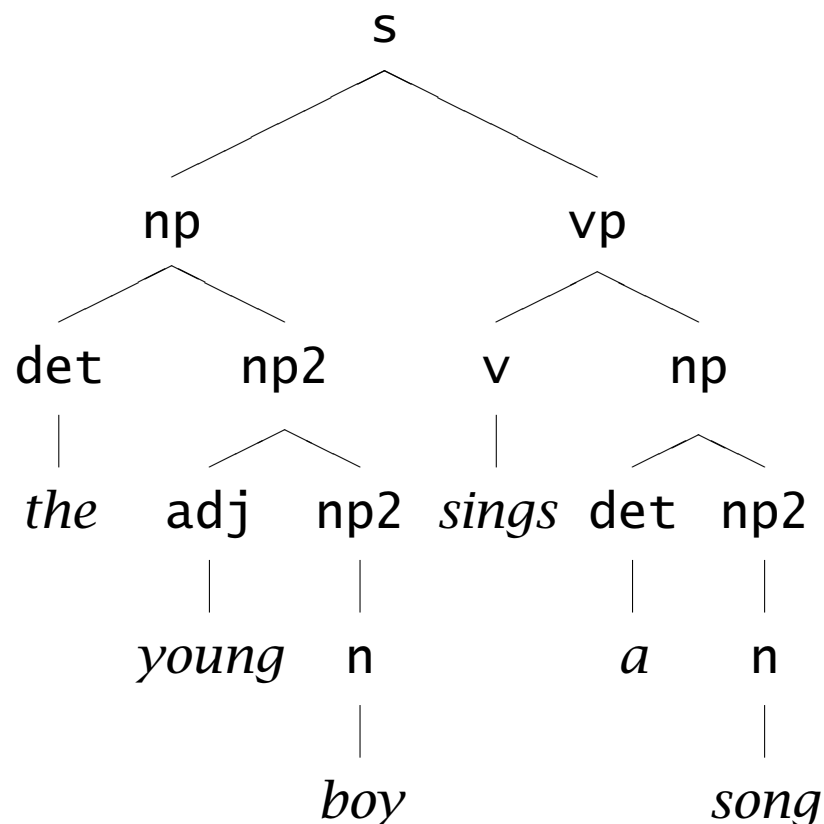 s
np vp
det np2 v np
the adj np2 sings det np2
young n a n
boy song